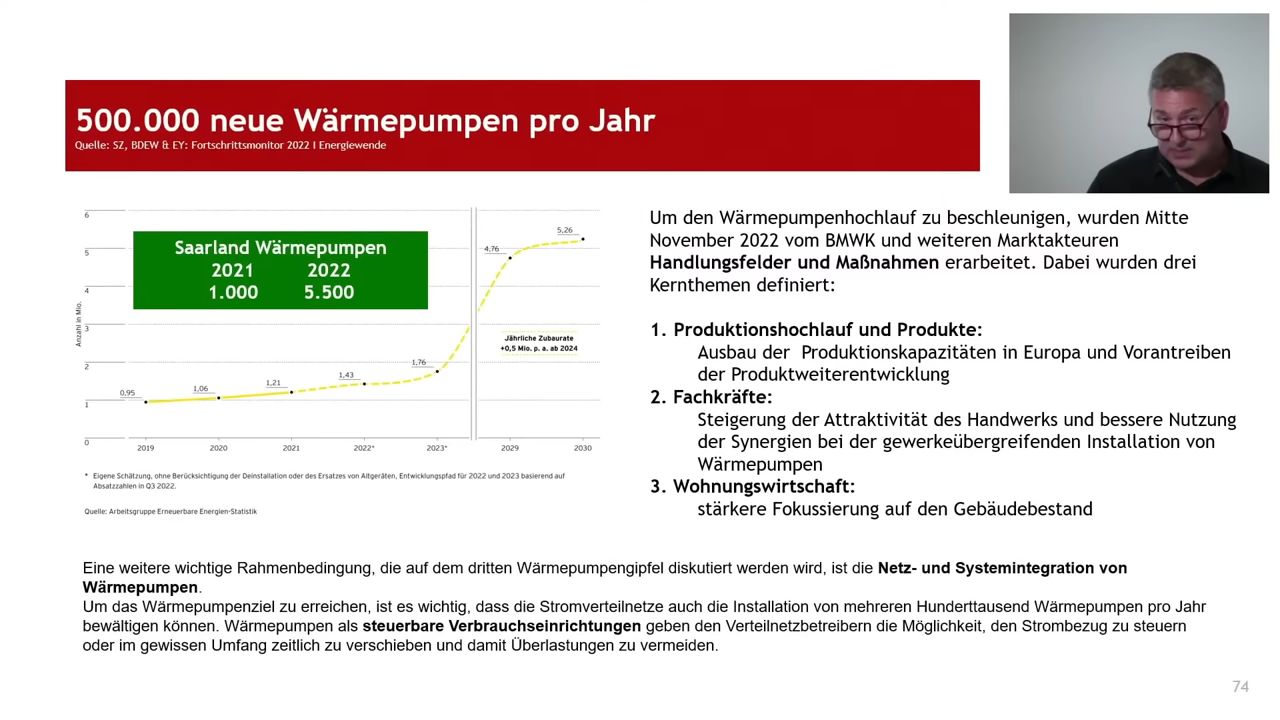 500.000 neue Wärmepumpen pro Jahr
Quelle: SZ, BDEW & EY: Fortschrittsmonitor 2022 I Energiewende
6
5
4
3
2
1
0
Anzahl in Mio.
Saarland Wärmepumpen
2021 2022
1.000 5.500
0,95
1,06
1,21
1,43
1,76
4,76
5,26
Jährliche Zubaurate
+0,5 Mio. p. a. ab 2024
2019 2020 2021 2022* 2023* 2029 2030
* Eigene Schätzung, ohne Berücksichtigung der Deinstallation oder des Ersatzes von Altgeräten, Entwicklungspfad für 2022 und 2023 basierend auf
Absatzzahlen in Q3 2022.
Quelle: Arbeitsgruppe Erneuerbare Energien-Statistik
Um den Wärmepumpenhochlauf zu beschleunigen, wurden Mitte
November 2022 vom BMWK und weiteren Marktakteuren
Handlungsfelder und Maßnahmen erarbeitet. Dabei wurden drei
Kernthemen definiert:
1. Produktionshochlauf und Produkte:
Ausbau der Produktionskapazitäten in Europa und Vorantreiben
der Produktweiterentwicklung
2. Fachkräfte:
Steigerung der Attraktivität des Handwerks und bessere Nutzung
der Synergien bei der gewerkeübergreifenden Installation von
Wärmepumpen
3. Wohnungswirtschaft:
stärkere Fokussierung auf den Gebäudebestand
Eine weitere wichtige Rahmenbedingung, die auf dem dritten Wärmepumpengipfel diskutiert werden wird, ist die Netz- und Systemintegration von
Wärmepumpen.
Um das Wärmepumpenziel zu erreichen, ist es wichtig, dass die Stromverteilnetze auch die Installation von mehreren Hunderttausend Wärmepumpen pro Jahr
bewältigen können. Wärmepumpen als steuerbare Verbrauchseinrichtungen geben den Verteilnetzbetreibern die Möglichkeit, den Strombezug zu steuern
oder im gewissen Umfang zeitlich zu verschieben und damit Überlastungen zu vermeiden.
74